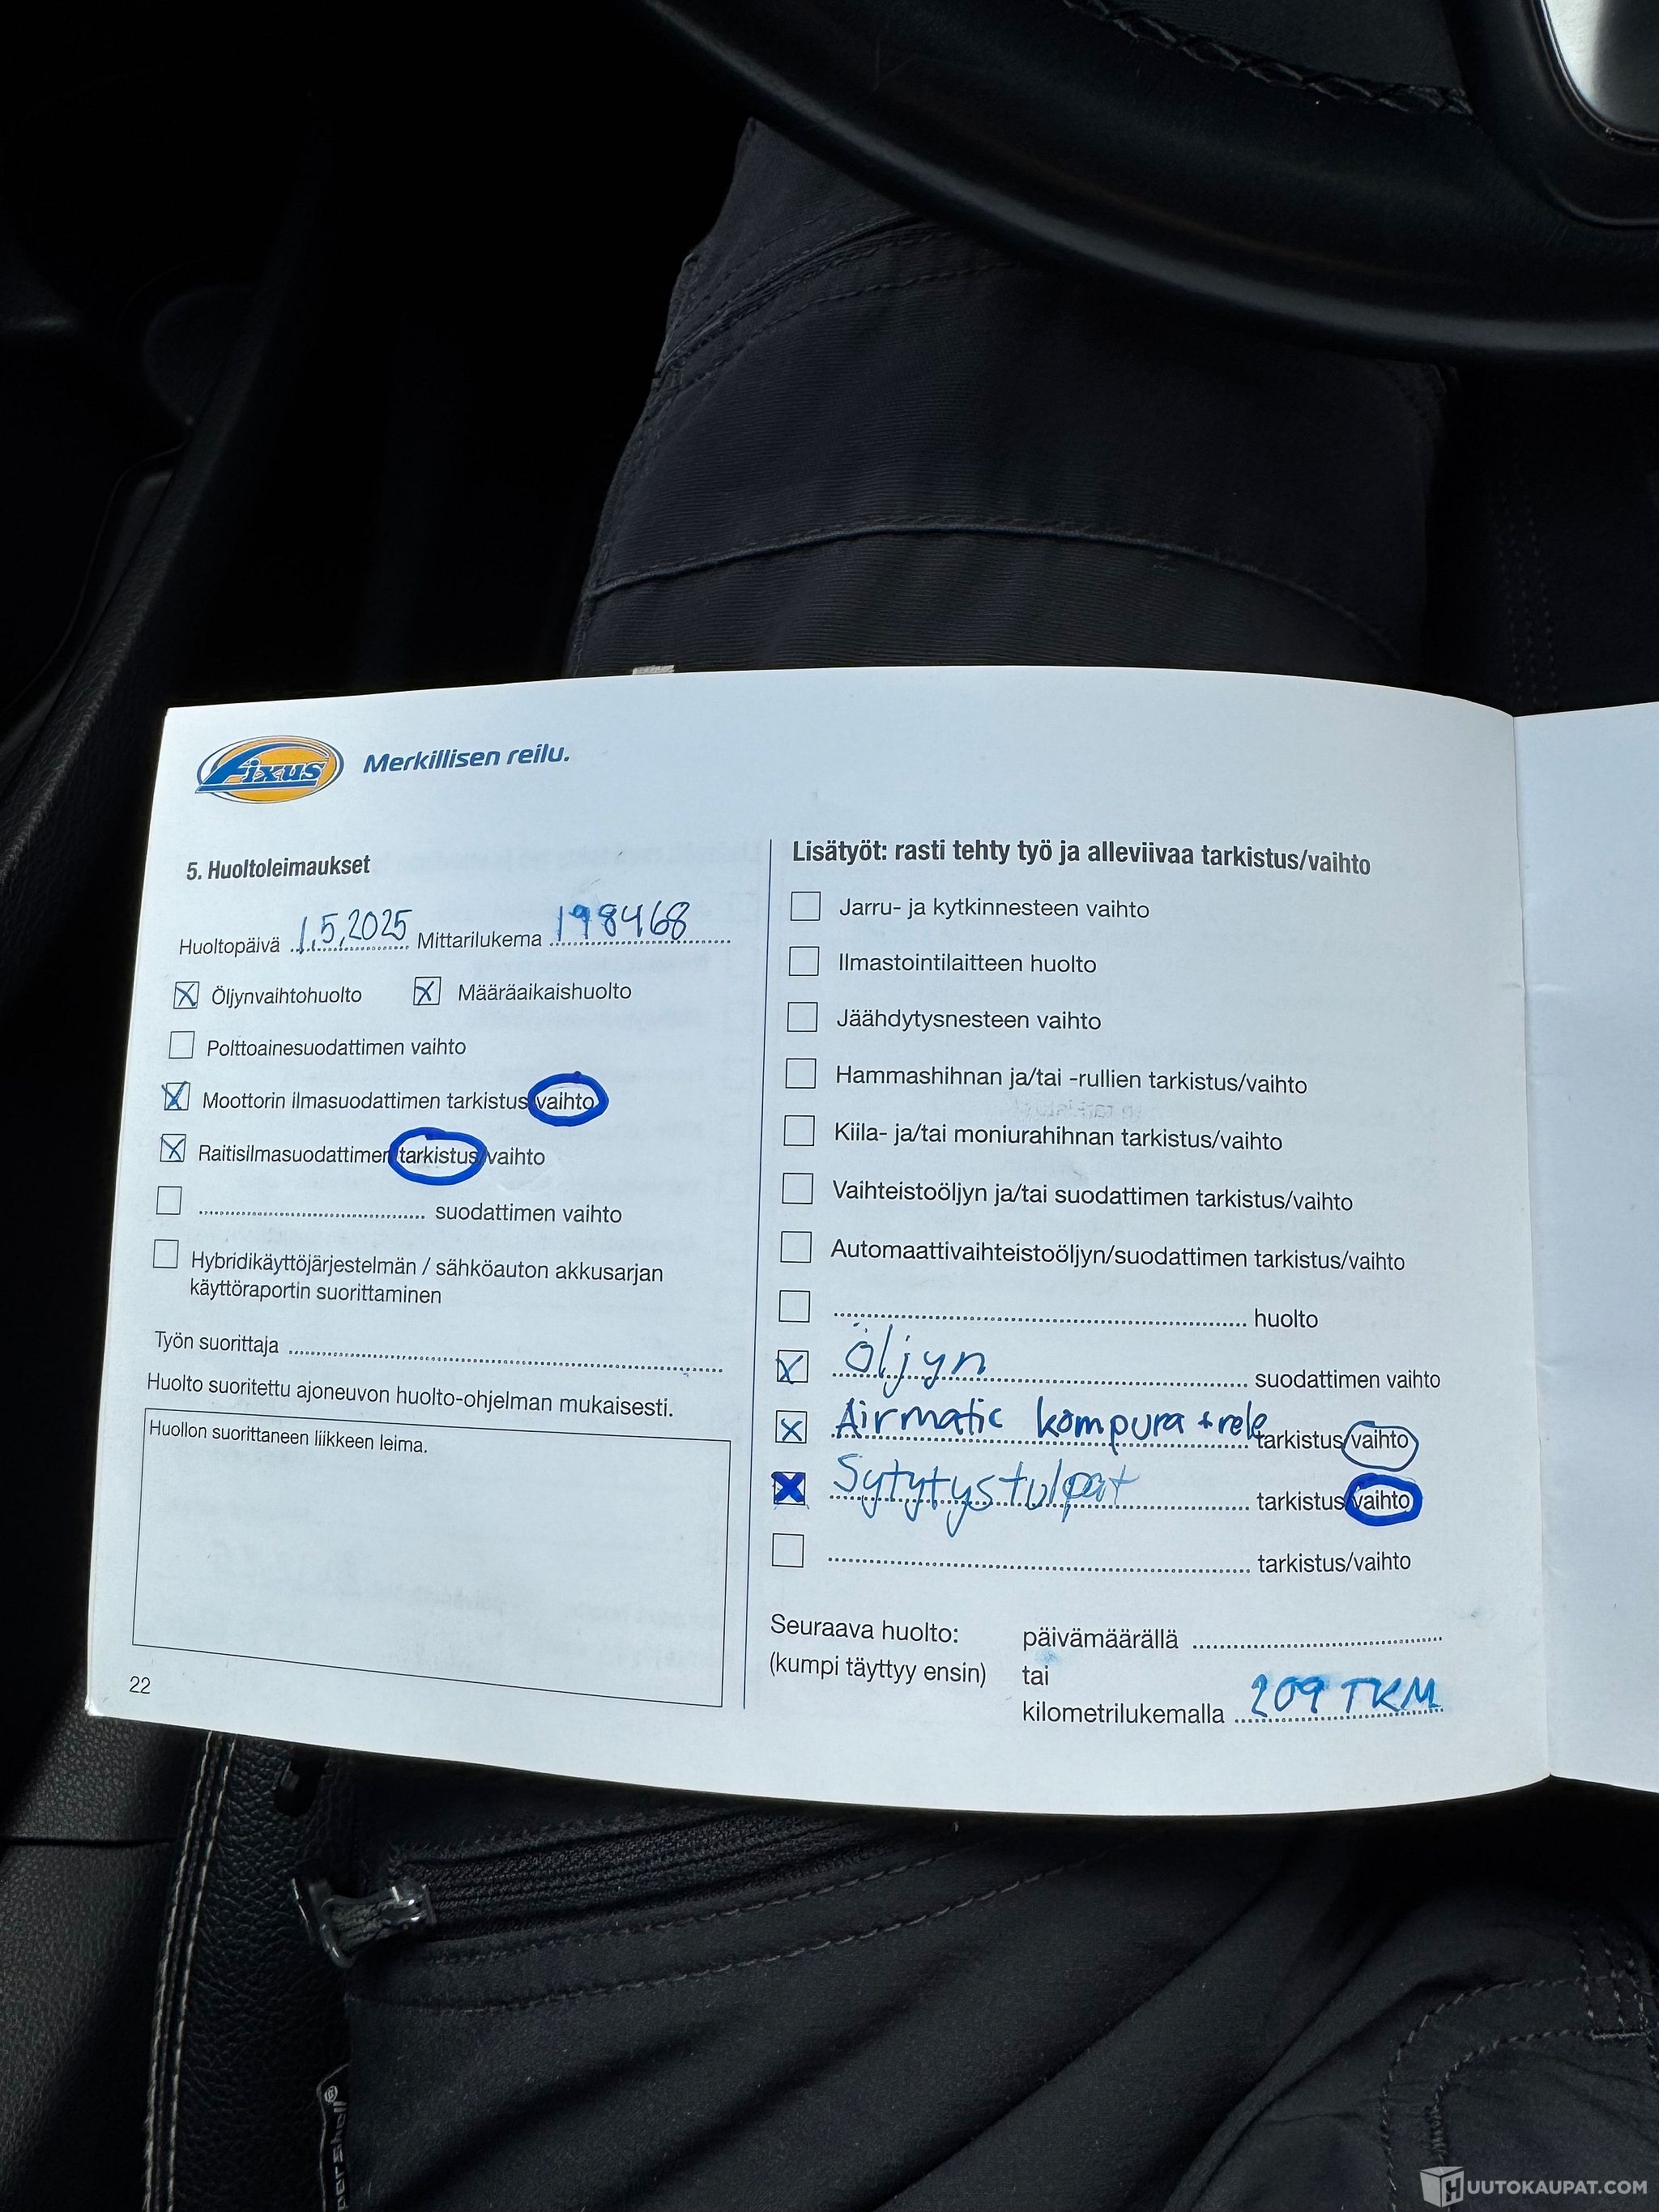 Fixus Merkillisen reilu.
5. Huoltoleimaukset
Huoltopäivä 1.5.2025 Mittarilukema 198468
Öljynvaihtohuolto Määräaikaishuolto
Polttoainesuodattimen vaihto
Moottorin ilmasuodattimen tarkistus/vaihto
Raitisilmasuodattimen tarkistus/vaihto
suodattimen vaihto
Hybridikäyttöjärjestelmän / sähköauton akkusarjan
käyttöraportin suorittaminen
Työn suorittaja
Huolto suoritettu ajoneuvon huolto-ohjelman mukaisesti.
Huollon suorittaneen liikkeen leima.
22
Lisätyöt: rasti tehty työ ja alleviivaa tarkistus/vaihto
Jarru- ja kytkinnesteen vaihto
Ilmastointilaitteen huolto
Jäähdytysnesteen vaihto
Hammashihnan ja/tai -rullien tarkistus/vaihto
Kiila- ja/tai moniurahihnan tarkistus/vaihto
Vaihteistoöljyn ja/tai suodattimen tarkistus/vaihto
Automaattivaihteistoöljyn/suodattimen tarkistus/vaihto
huolto
Öljyn suodattimen vaihto
Airmatic kompura + rele tarkistus/vaihto
Sytytystulpat tarkistus/vaihto
tarkistus/vaihto
Seuraava huolto: päivämäärällä
(kumpi täyttyy ensin) tai
kilometrilukemalla 209 TKM
HUUTOKAUPAT.COM